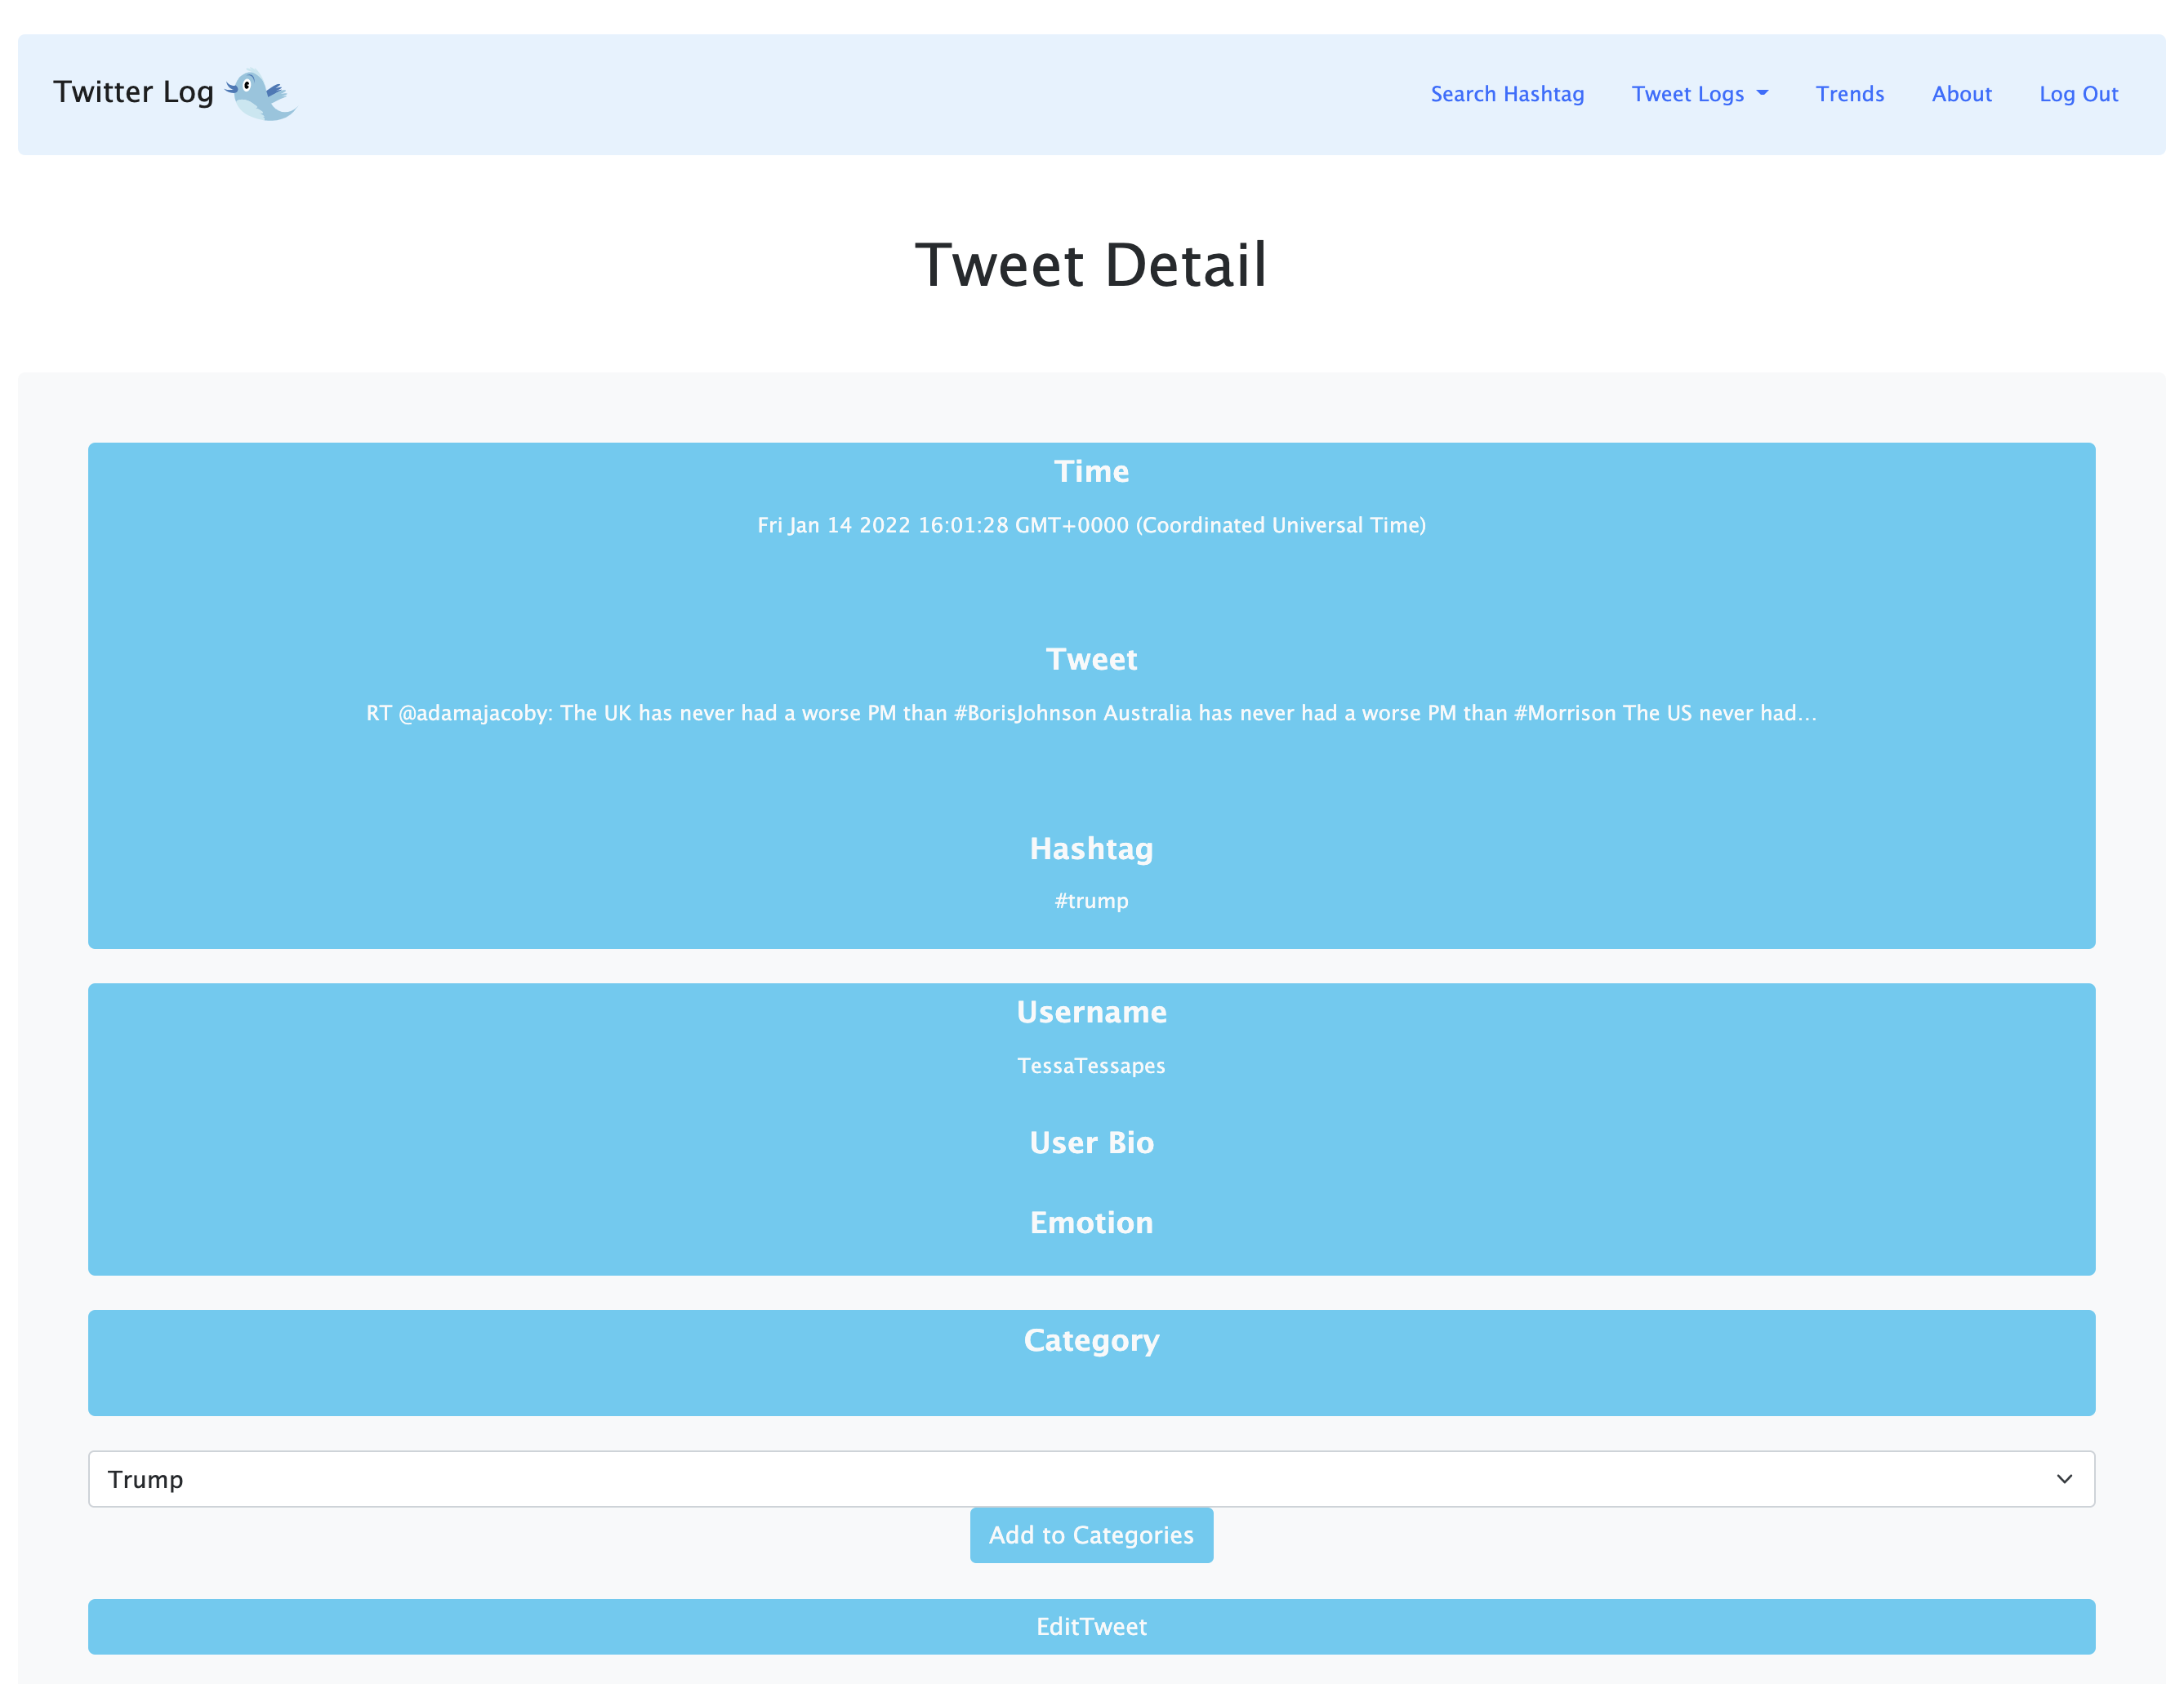 Twitter Log
Search Hashtag
Tweet Logs
Trends
About
Log Out
Tweet Detail
Time
Fri Jan 14 2022 16:01:28 GMT+0000 (Coordinated Universal Time)
Tweet
RT @adamajacoby: The UK has never had a worse PM than #BorisJohnson Australia has never had a worse PM than #Morrison The US never had…
Hashtag
#trump
Username
TessaTessapes
User Bio
Emotion
Category
Trump
Add to Categories
EditTweet